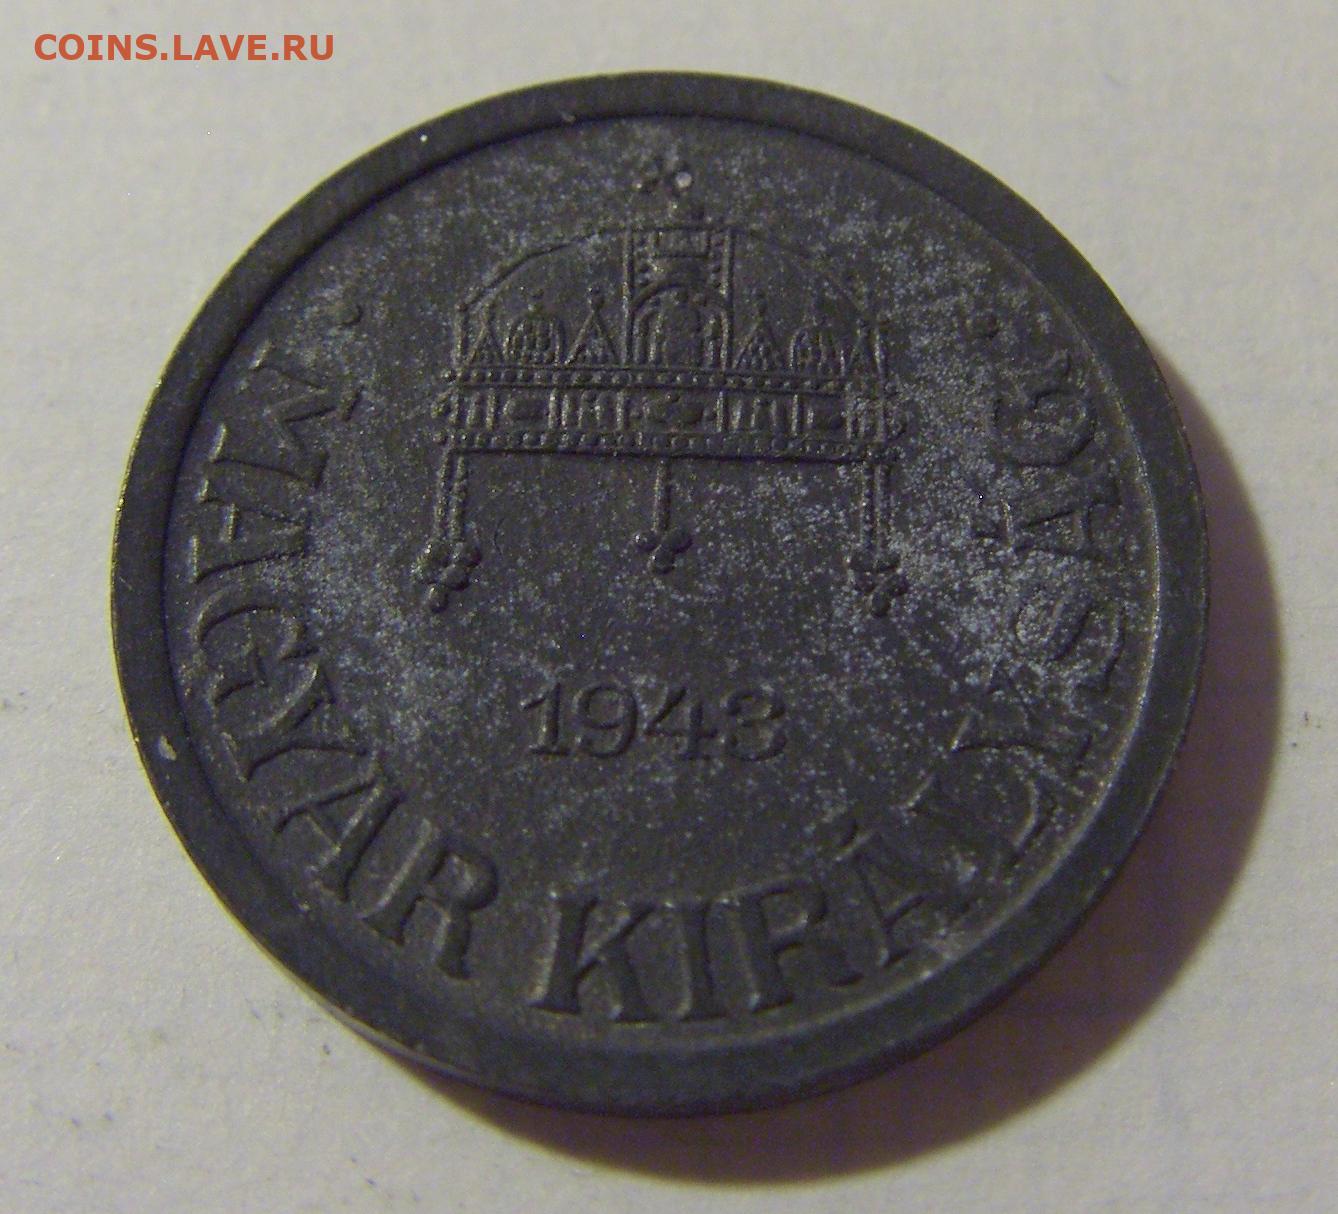 COINS.LAVE.RU
· MAGYAR KIRÁLYSÁG ·
1943